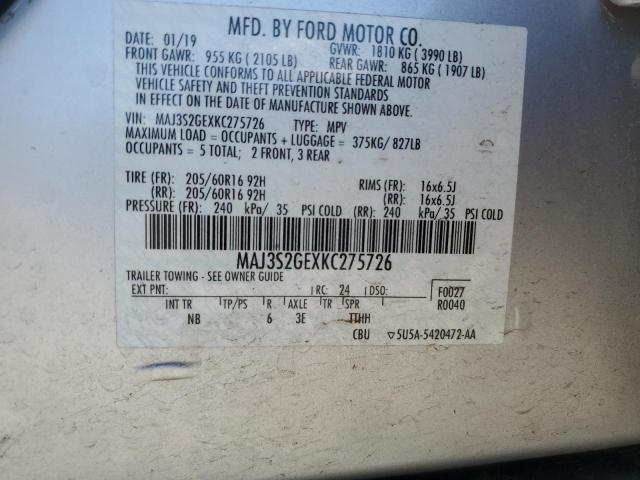 MFD. BY FORD MOTOR CO.
DATE: 01/19 GVWR: 1810 KG (3990 LB)
FRONT GAWR: 955 KG (2105 LB) REAR GAWR: 865 KG (1907 LB)
THIS VEHICLE CONFORMS TO ALL APPLICABLE FEDERAL MOTOR
VEHICLE SAFETY AND THEFT PREVENTION STANDARDS
IN EFFECT ON THE DATE OF MANUFACTURE SHOWN ABOVE.
VIN: MAJ3S2GEXKC275726 TYPE: MPV
MAXIMUM LOAD = OCCUPANTS + LUGGAGE = 375KG/ 827LB
OCCUPANTS = 5 TOTAL; 2 FRONT, 3 REAR
TIRE (FR): 205/60R16 92H RIMS (FR): 16x6.5J
(RR): 205/60R16 92H (RR): 16x6.5J
PRESSURE (FR): 240 kPa/ 35 PSI COLD (RR): 240 kPa/ 35 PSI COLD
MAJ3S2GEXKC275726
TRAILER TOWING - SEE OWNER GUIDE
EXT PNT: RC: 24 DSO: F0027
INT TR TP/PS R AXLE TR SPR R0040
NB 6 3E TTHH
CBU ▽5U5A-5420472-AA